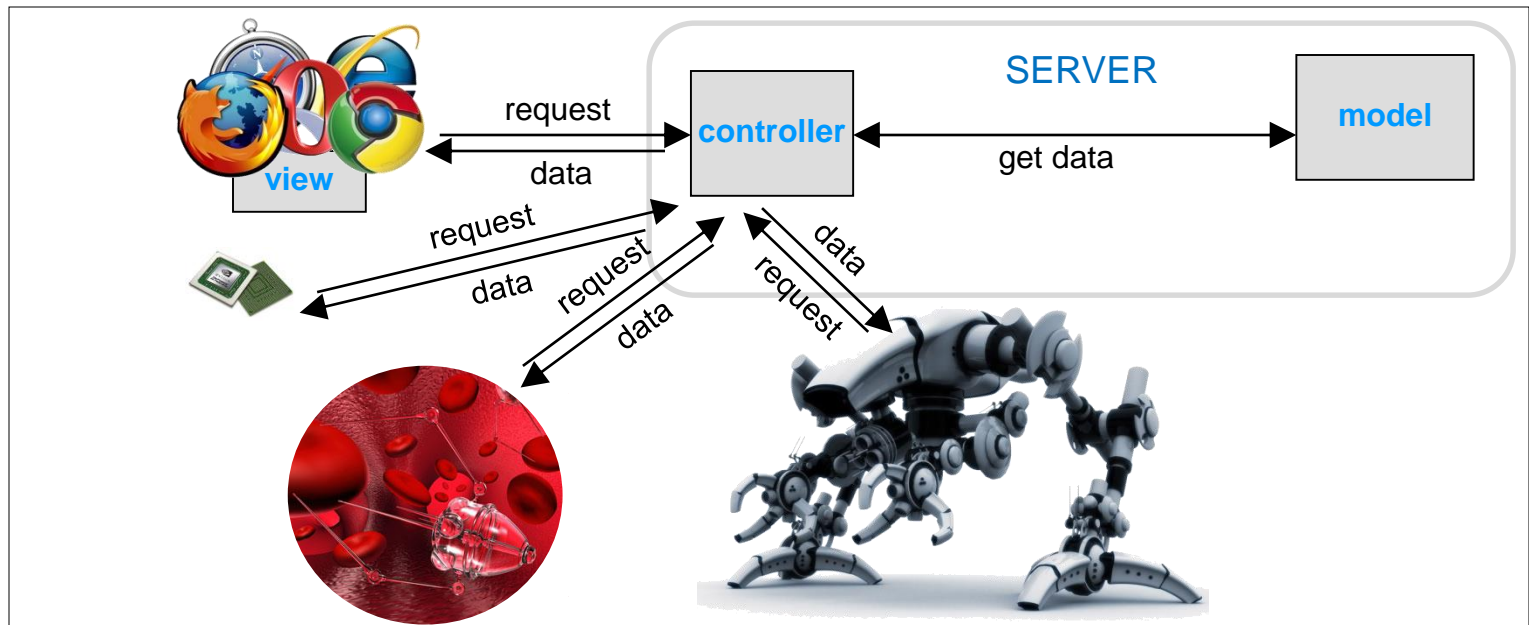 SERVER
request
controller
model
get data
data
view
request
data
request
data
data
request